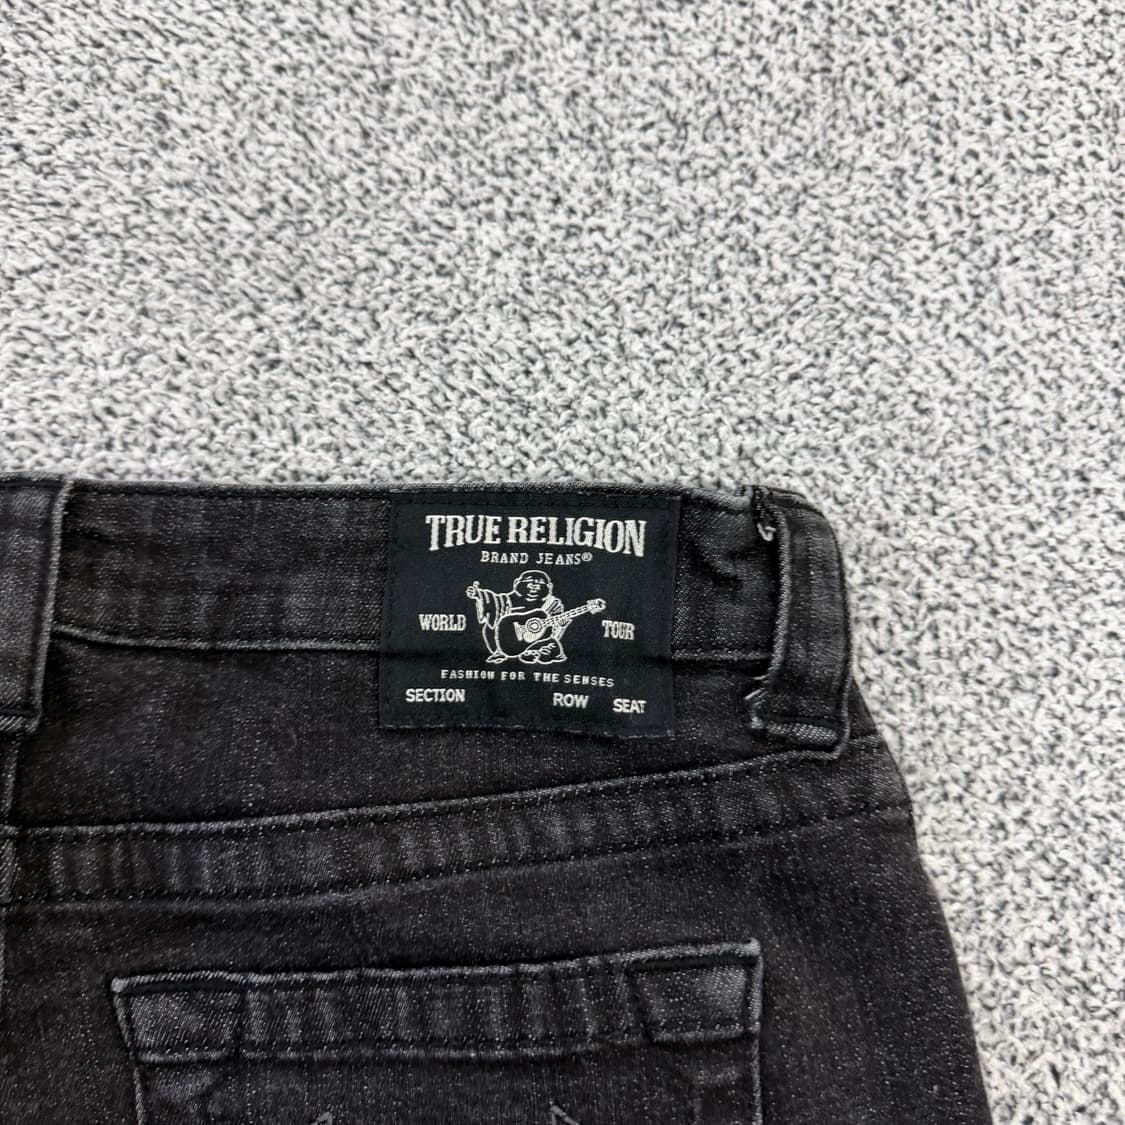 TRUE RELIGION
BRAND JEANS®
WORLD TOUR
FASHION FOR THE SENSES
SECTION ROW SEAT